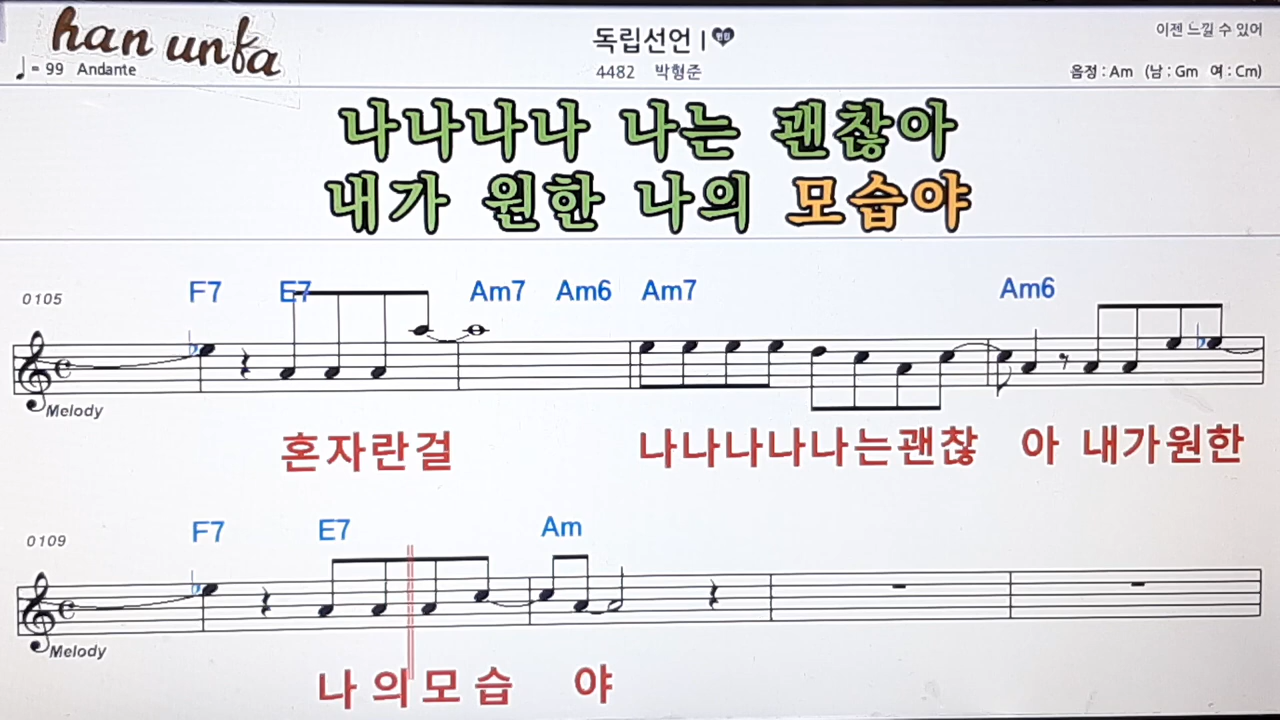 han unfa
♩= 99 Andante
독립선언 I
4482 박형준
이젠 느낄 수 있어
음정 : Am (남 : Gm 여 : Cm)
나나나나 나는 괜찮아
내가 원한 나의 모습야
0105
F7 E7 Am7 Am6 Am7 Am6
Melody
혼자란걸 나나나나나는괜찮 아 내가원한
0109
F7 E7 Am
Melody
나의모습 야